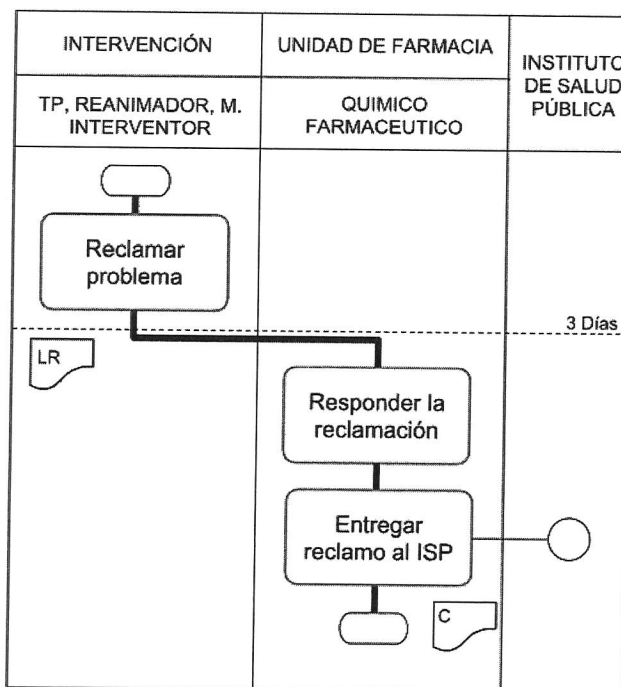 INTERVENCIÓN
UNIDAD DE FARMACIA
INSTITUTO
DE SALUD
PÚBLICA
TP, REANIMADOR, M.
INTERVENTOR
QUIMICO
FARMACEUTICO
Reclamar
problema
3 Días
LR
Responder la
reclamación
Entregar
reclamo al ISP
C